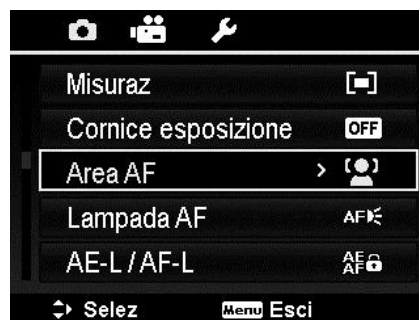 Misuraz
Cornice esposizione OFF
Area AF >
Lampada AF AF
AE-L / AF-L AE AF
Selez Menu Esci